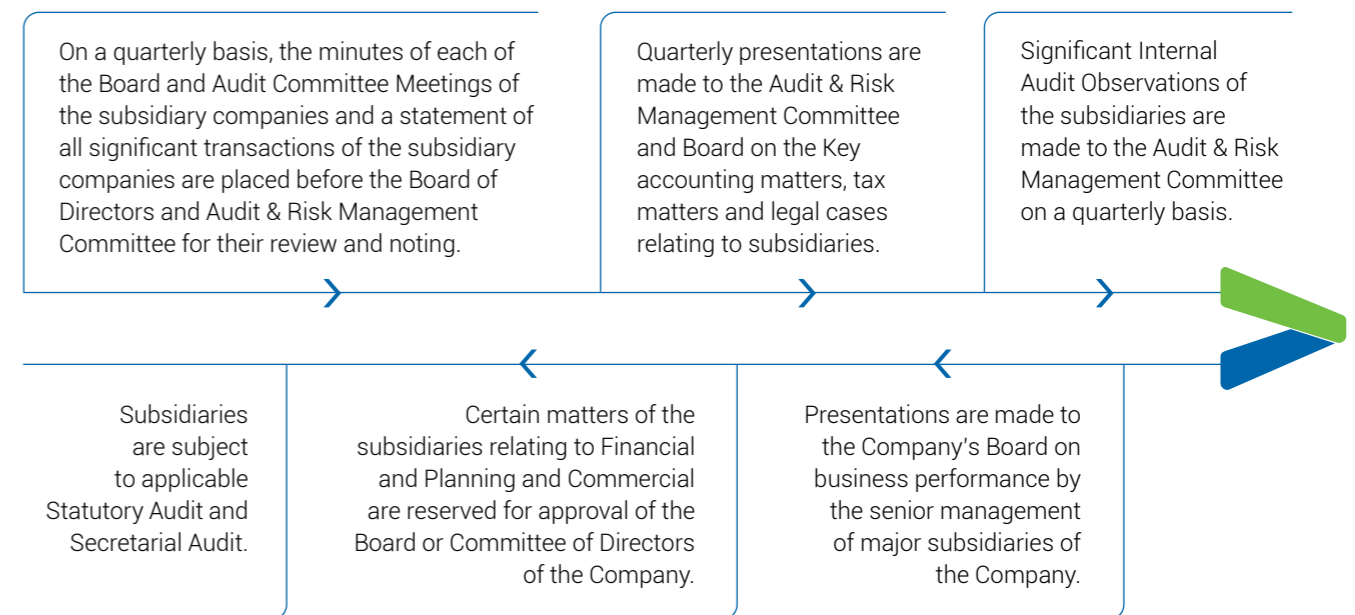 On a quarterly basis, the minutes of each of
the Board and Audit Committee Meetings of
the subsidiary companies and a statement of
all significant transactions of the subsidiary
companies are placed before the Board of
Directors and Audit & Risk Management
Committee for their review and noting.
Quarterly presentations are
made to the Audit & Risk
Management Committee
and Board on the Key
accounting matters, tax
matters and legal cases
relating to subsidiaries.
Significant Internal
Audit Observations of
the subsidiaries are
made to the Audit & Risk
Management Committee
on a quarterly basis.
Presentations are made to
the Company's Board on
business performance by
the senior management
of major subsidiaries of
the Company.
Certain matters of the
subsidiaries relating to Financial
and Planning and Commercial
are reserved for approval of the
Board or Committee of Directors
of the Company.
Subsidiaries
are subject
to applicable
Statutory Audit and
Secretarial Audit.